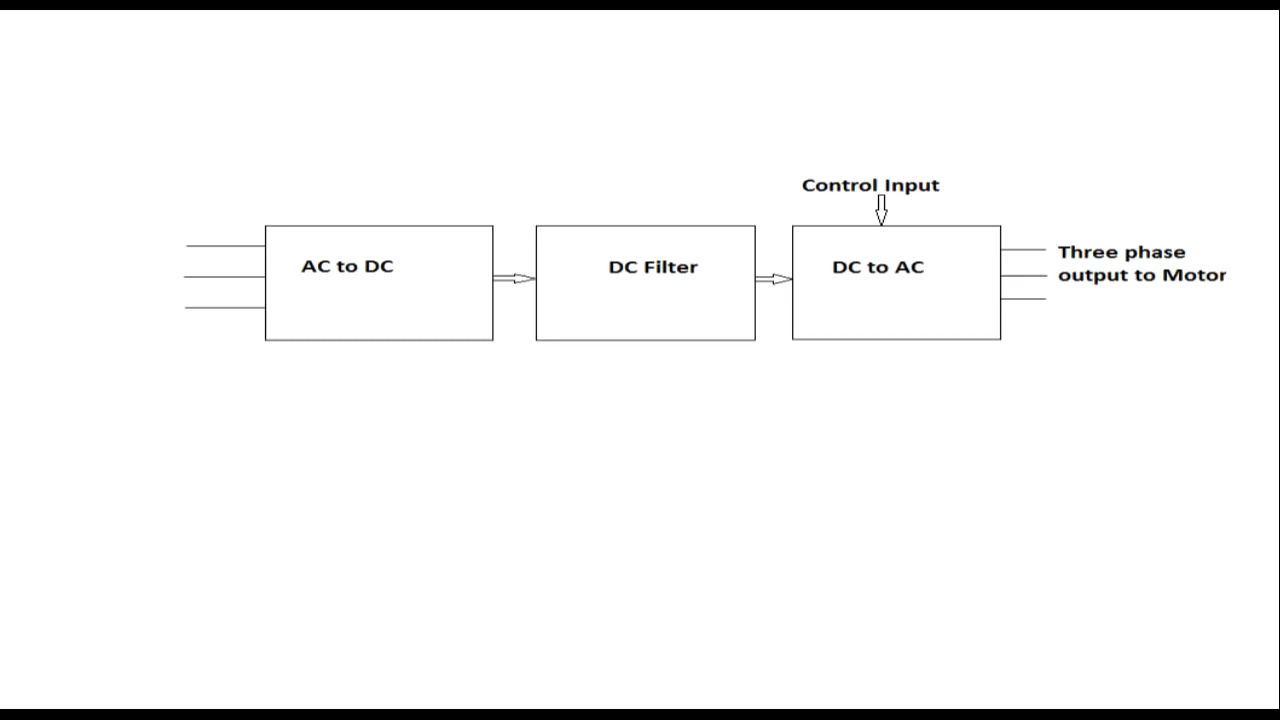 Control Input
AC to DC
DC Filter
DC to AC
Three phase
output to Motor